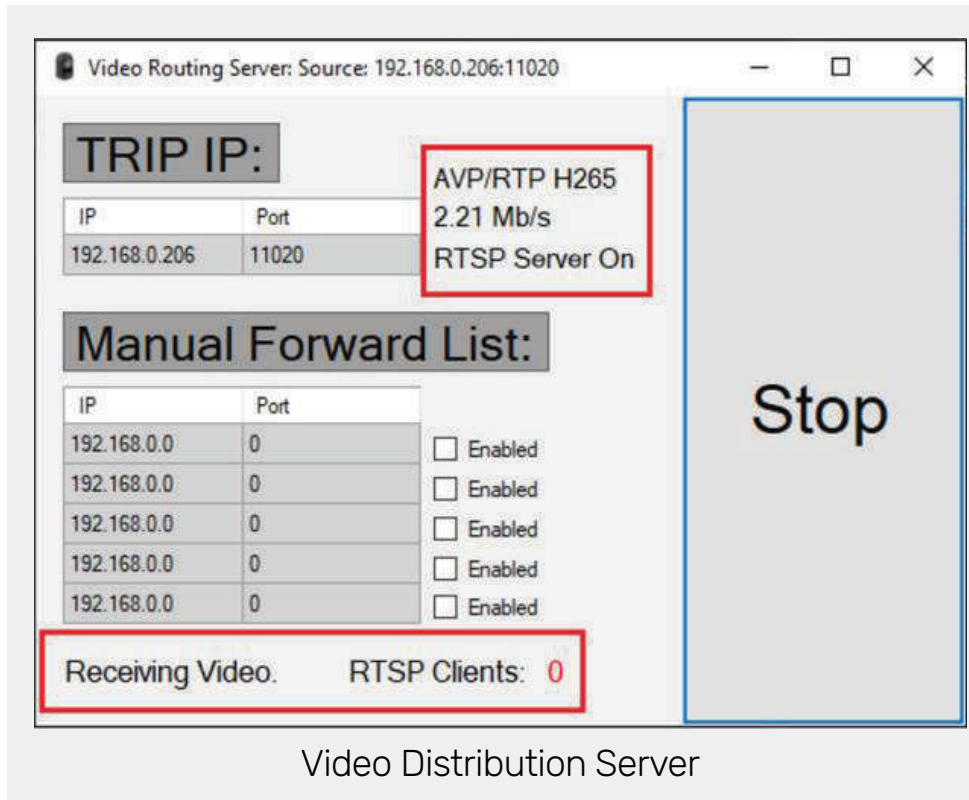 Video Routing Server: Source: 192.168.0.206:11020
TRIP IP:
AVP/RTP H265
2.21 Mb/s
RTSP Server On
IP Port
192.168.0.206 11020
Manual Forward List:
IP Port
192.168.0.0 0 Enabled
192.168.0.0 0 Enabled
192.168.0.0 0 Enabled
192.168.0.0 0 Enabled
192.168.0.0 0 Enabled
Receiving Video. RTSP Clients: 0
Stop
Video Distribution Server